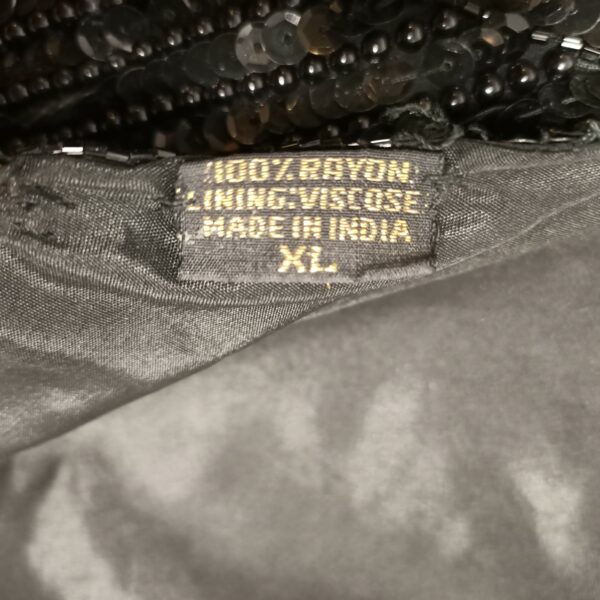 100% RAYON
LINING:VISCOSE
MADE IN INDIA
XL